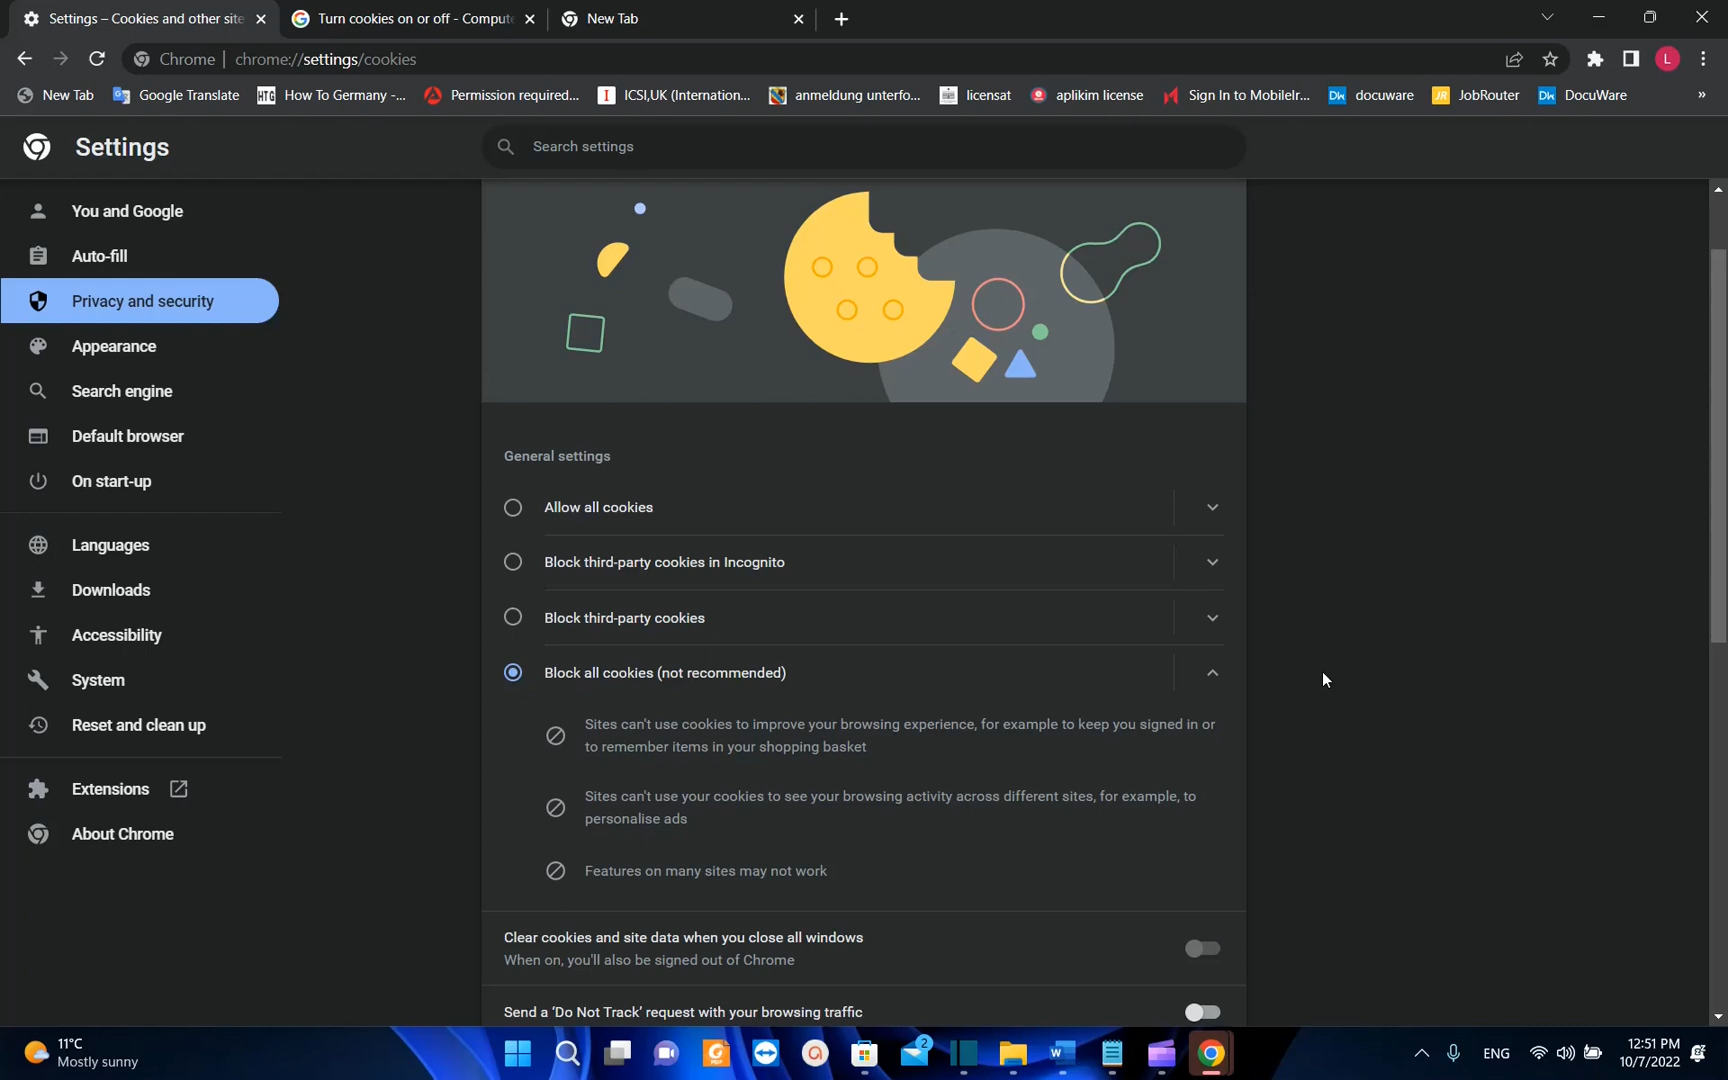 Settings – Cookies and other site
Turn cookies on or off - Compute
New Tab
Chrome | chrome://settings/cookies
L
New Tab
Google Translate
HTG How To Germany -...
Permission required...
I ICSI,UK (Internation...
anmeldung unterfo...
licensat
aplikim license
Sign In to MobileIr...
DW docuware
JR JobRouter
DW DocuWare
»
Settings
Search settings
You and Google
Auto-fill
Privacy and security
Appearance
Search engine
Default browser
On start-up
Languages
Downloads
Accessibility
System
Reset and clean up
Extensions
About Chrome
General settings
Allow all cookies
Block third-party cookies in Incognito
Block third-party cookies
Block all cookies (not recommended)
Sites can't use cookies to improve your browsing experience, for example to keep you signed in or
to remember items in your shopping basket
Sites can't use your cookies to see your browsing activity across different sites, for example, to
personalise ads
Features on many sites may not work
Clear cookies and site data when you close all windows
When on, you'll also be signed out of Chrome
Send a 'Do Not Track' request with your browsing traffic
11°C
Mostly sunny
2
ENG
12:51 PM
10/7/2022